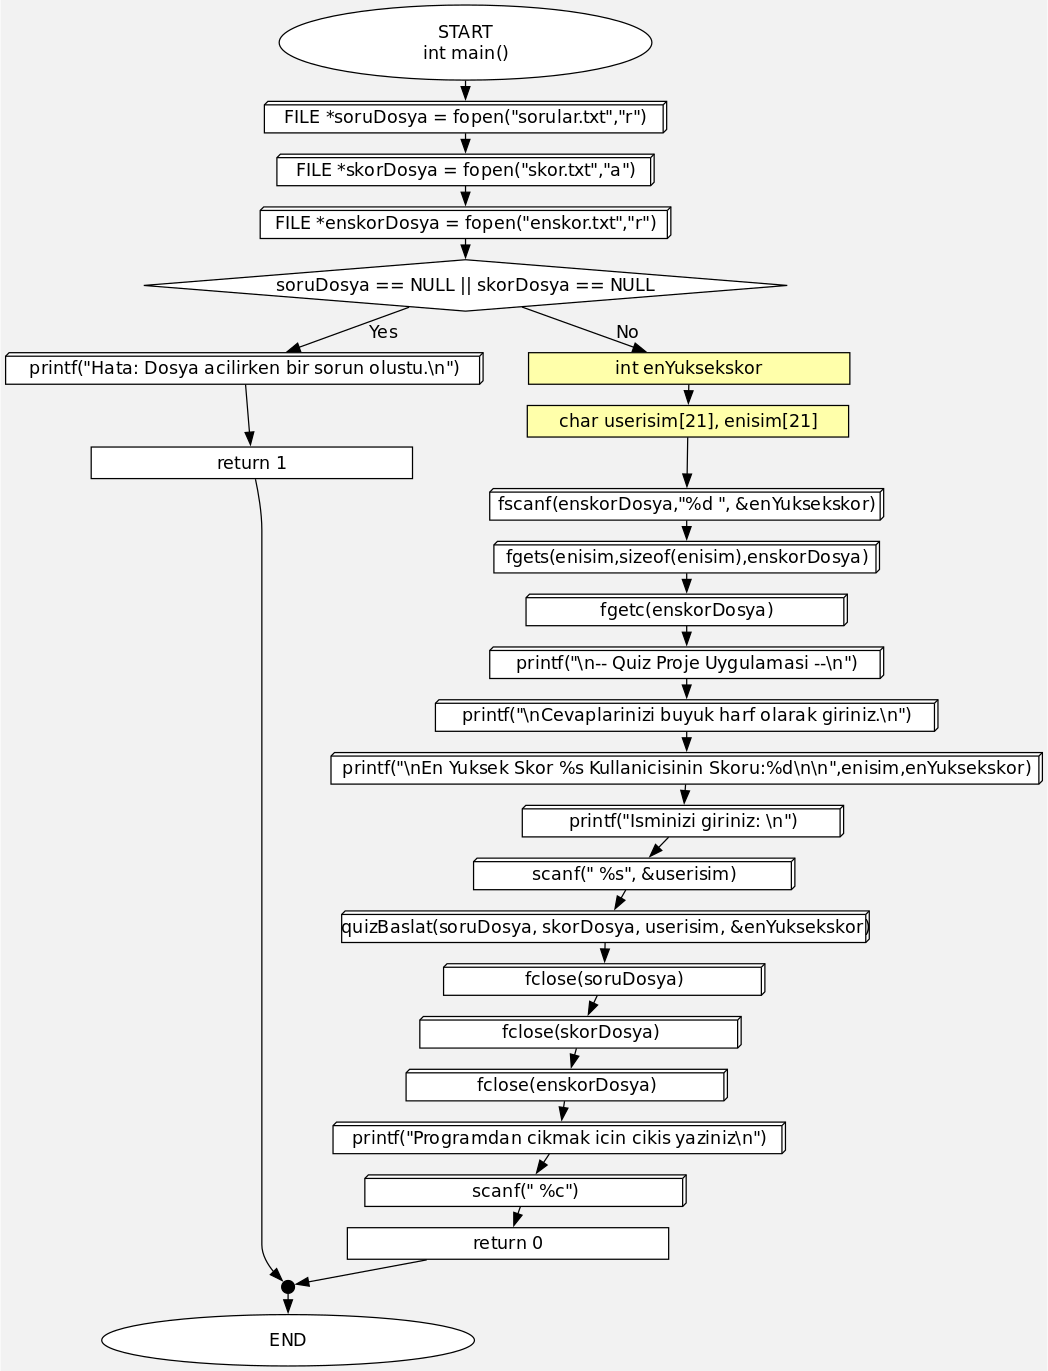 START
int main()
FILE *soruDosya = fopen("sorular.txt","r")
FILE *skorDosya = fopen("skor.txt","a")
FILE *enskorDosya = fopen("enskor.txt","r")
soruDosya == NULL || skorDosya == NULL
Yes
No
printf("Hata: Dosya acilirken bir sorun olustu.\n")
int enYuksekskor
char userisim[21], enisim[21]
return 1
fscanf(enskorDosya,"%d ", &enYuksekskor)
fgets(enisim,sizeof(enisim),enskorDosya)
fgetc(enskorDosya)
printf("\n-- Quiz Proje Uygulamasi --\n")
printf("\nCevaplarinizi buyuk harf olarak giriniz.\n")
printf("\nEn Yuksek Skor %s Kullanicisinin Skoru:%d\n\n",enisim,enYuksekskor)
printf("Isminizi giriniz: \n")
scanf(" %s", &userisim)
quizBaslat(soruDosya, skorDosya, userisim, &enYuksekskor)
fclose(soruDosya)
fclose(skorDosya)
fclose(enskorDosya)
printf("Programdan cikmak icin cikis yaziniz\n")
scanf(" %c")
return 0
END